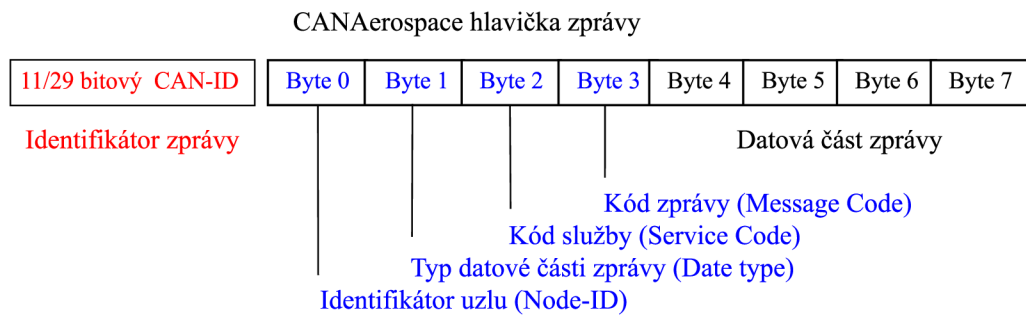 CANAerospace hlavička zprávy
11/29 bitový CAN-ID Byte 0 Byte 1 Byte 2 Byte 3 Byte 4 Byte 5 Byte 6 Byte 7
Identifikátor zprávy Datová část zprávy
Kód zprávy (Message Code)
Kód služby (Service Code)
Typ datové části zprávy (Date type)
Identifikátor uzlu (Node-ID)